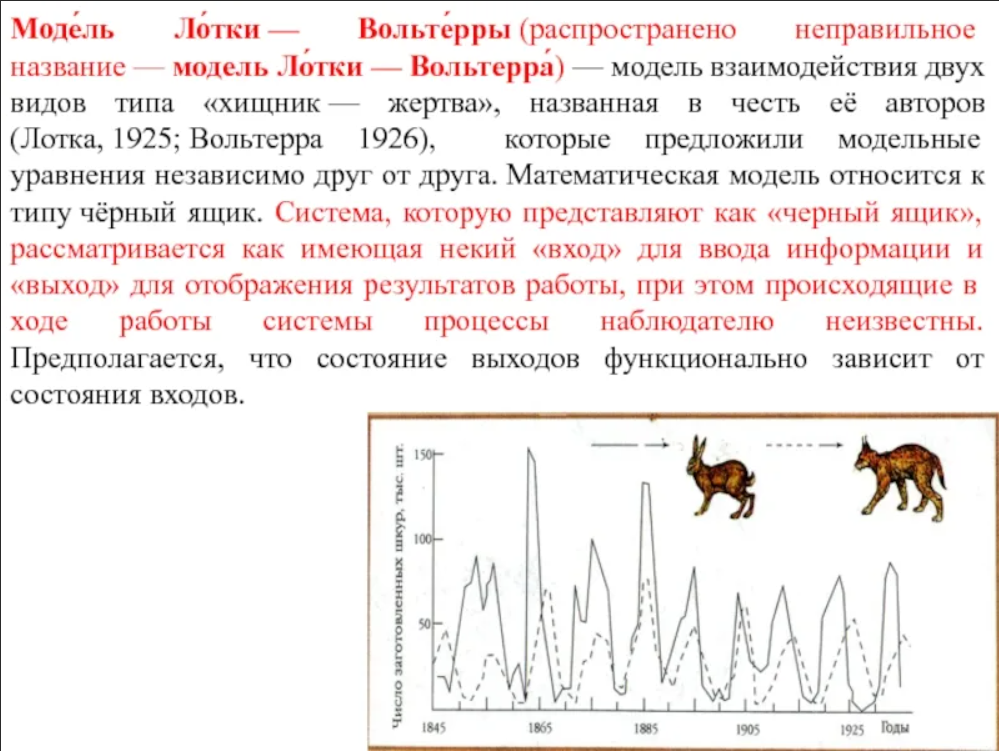 Моде́ль Ло́тки — Вольте́рры (распространено неправильное
название — модель Ло́тки — Вольтерра́) — модель взаимодействия двух
видов типа «хищник — жертва», названная в честь её авторов
(Лотка, 1925; Вольтерра 1926), которые предложили модельные
уравнения независимо друг от друга. Математическая модель относится к
типу чёрный ящик. Система, которую представляют как «черный ящик»,
рассматривается как имеющая некий «вход» для ввода информации и
«выход» для отображения результатов работы, при этом происходящие в
ходе работы системы процессы наблюдателю неизвестны.
Предполагается, что состояние выходов функционально зависит от
состояния входов.
Число заготовленных шкур, тыс. шт.
150
100
50
1845 1865 1885 1905 1925 Годы